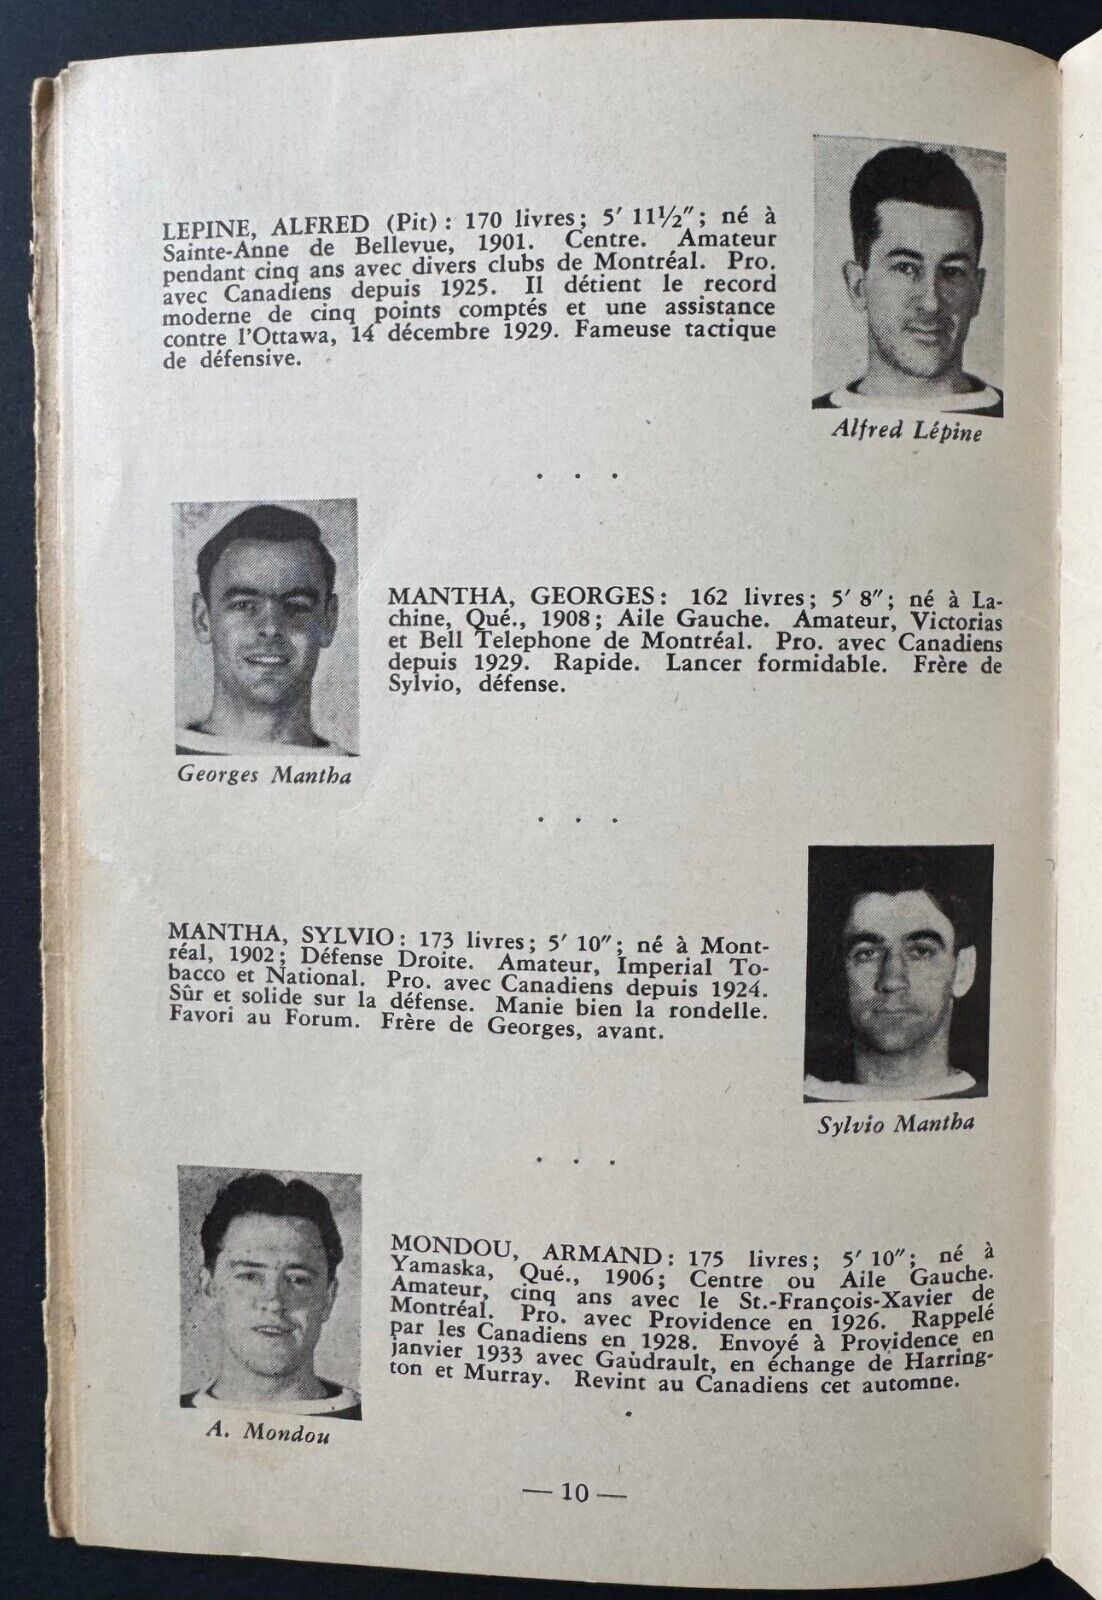 LEPINE, ALFRED (Pit) : 170 livres; 5′ 11½″; né à
Sainte-Anne de Bellevue, 1901. Centre. Amateur
pendant cinq ans avec divers clubs de Montréal. Pro.
avec Canadiens depuis 1925. Il détient le record
moderne de cinq points comptés et une assistance
contre l'Ottawa, 14 décembre 1929. Fameuse tactique
de défensive.
Alfred Lépine
. . .
MANTHA, GEORGES: 162 livres; 5′ 8″; né à La-
chine, Qué., 1908; Aile Gauche. Amateur, Victorias
et Bell Telephone de Montréal. Pro. avec Canadiens
depuis 1929. Rapide. Lancer formidable. Frère de
Sylvio, défense.
Georges Mantha
. . .
MANTHA, SYLVIO: 173 livres; 5′ 10″; né à Mont-
réal, 1902; Défense Droite. Amateur, Imperial To-
bacco et National. Pro. avec Canadiens depuis 1924.
Sûr et solide sur la défense. Manie bien la rondelle.
Favori au Forum. Frère de Georges, avant.
Sylvio Mantha
. . .
MONDOU, ARMAND: 175 livres; 5′ 10″; né à
Yamaska, Qué., 1906; Centre ou Aile Gauche.
Amateur, cinq ans avec le St.-François-Xavier de
Montréal. Pro. avec Providence en 1926. Rappelé
par les Canadiens en 1928. Envoyé à Providence en
janvier 1933 avec Gaudrault, en échange de Harring-
ton et Murray. Revint au Canadiens cet automne.
A. Mondou
— 10 —